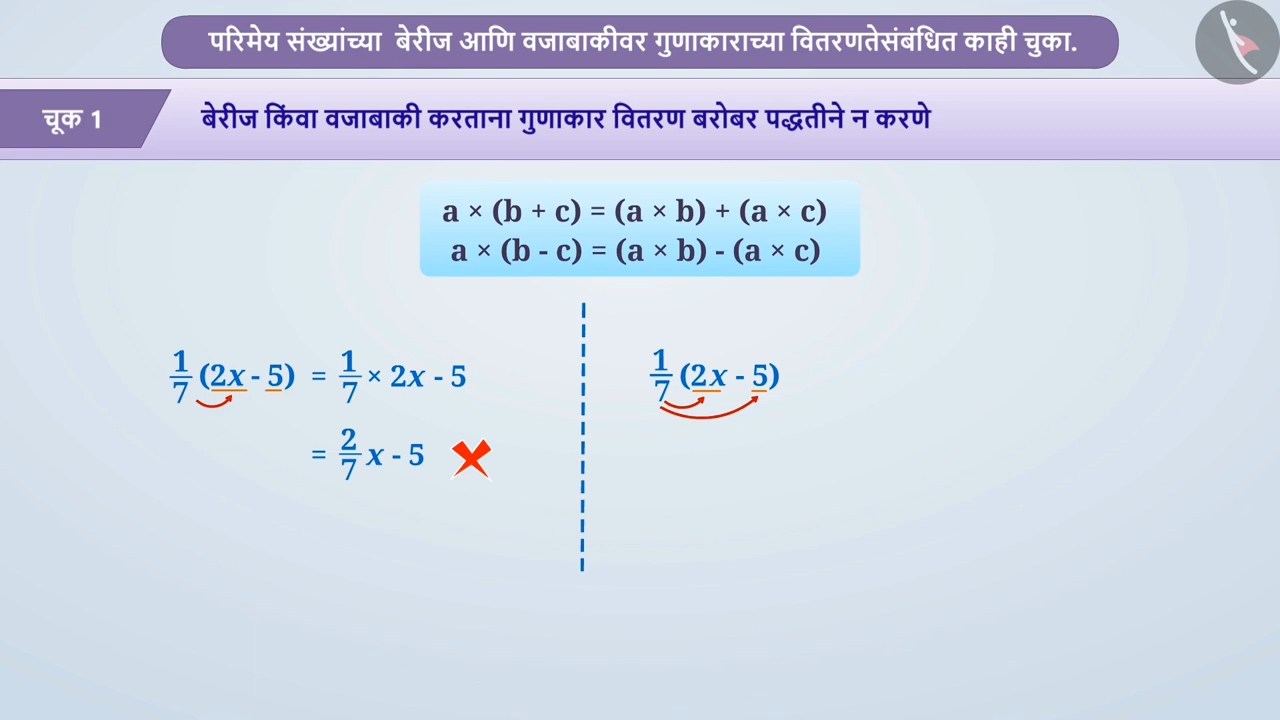 परिमेय संख्यांच्या बेरीज आणि वजाबाकीवर गुणाकाराच्या वितरणतेसंबंधित काही चुका.
चूक 1
बेरीज किंवा वजाबाकी करताना गुणाकार वितरण बरोबर पद्धतीने न करणे
a × (b + c) = (a × b) + (a × c)
a × (b - c) = (a × b) - (a × c)
1/7 (2x - 5) = 1/7 × 2x - 5
= 2/7 x - 5
1/7 (2x - 5)